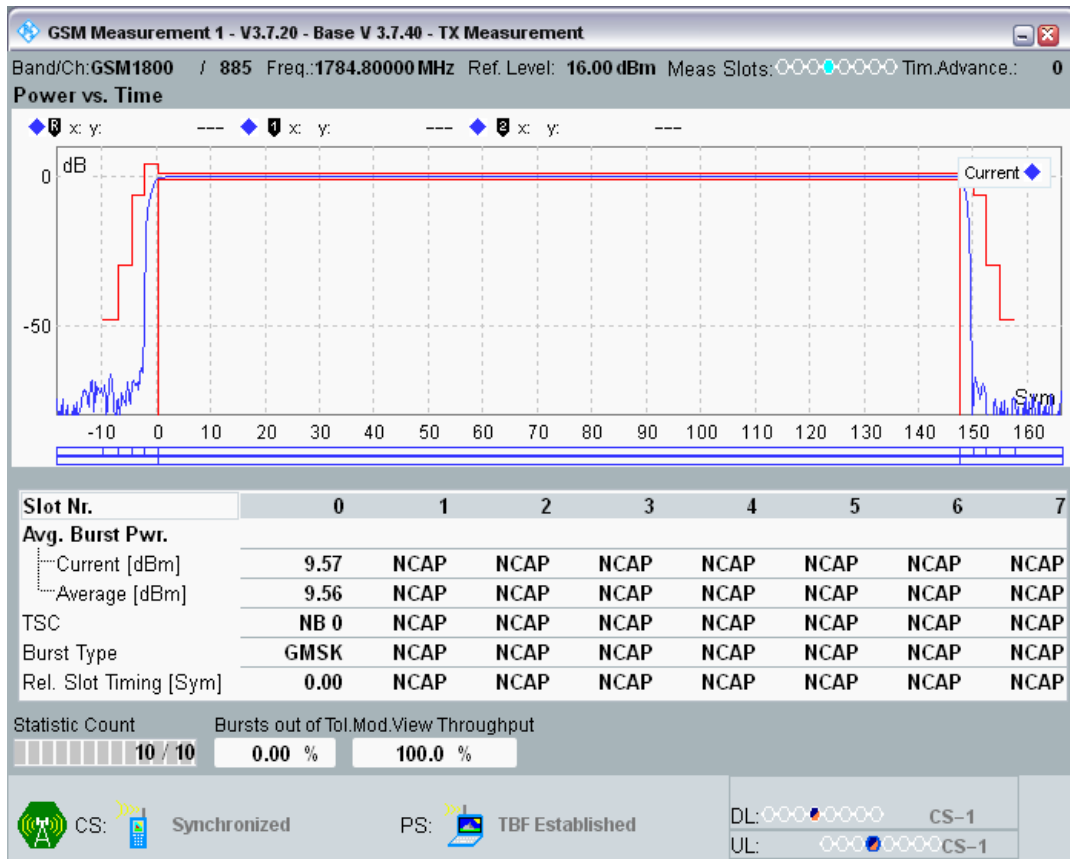 GSM Measurement 1 - V3.7.20 - Base V 3.7.40 - TX Measurement
Band/Ch:GSM1800 / 885 Freq.:1784.80000 MHz Ref. Level: 16.00 dBm Meas Slots: Tim.Advance.: 0
Power vs. Time
R x: y: --- 1 x: y: --- 2 x: y: ---
dB
Current
0
-50
Sym
-10 0 10 20 30 40 50 60 70 80 90 100 110 120 130 140 150 160
Slot Nr. 0 1 2 3 4 5 6 7
Avg. Burst Pwr.
Current [dBm] 9.57 NCAP NCAP NCAP NCAP NCAP NCAP NCAP
Average [dBm] 9.56 NCAP NCAP NCAP NCAP NCAP NCAP NCAP
TSC NB 0 NCAP NCAP NCAP NCAP NCAP NCAP NCAP
Burst Type GMSK NCAP NCAP NCAP NCAP NCAP NCAP NCAP
Rel. Slot Timing [Sym] 0.00 NCAP NCAP NCAP NCAP NCAP NCAP NCAP
Statistic Count Bursts out of Tol.Mod.View Throughput
10 / 10 0.00 % 100.0 %
CS: Synchronized PS: TBF Established
DL: CS-1
UL: CS-1